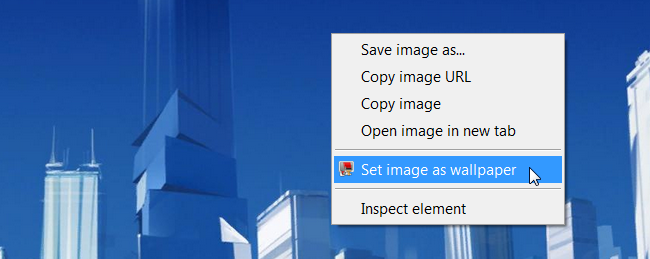 Save image as...
Copy image URL
Copy image
Open image in new tab
Set image as wallpaper
Inspect element